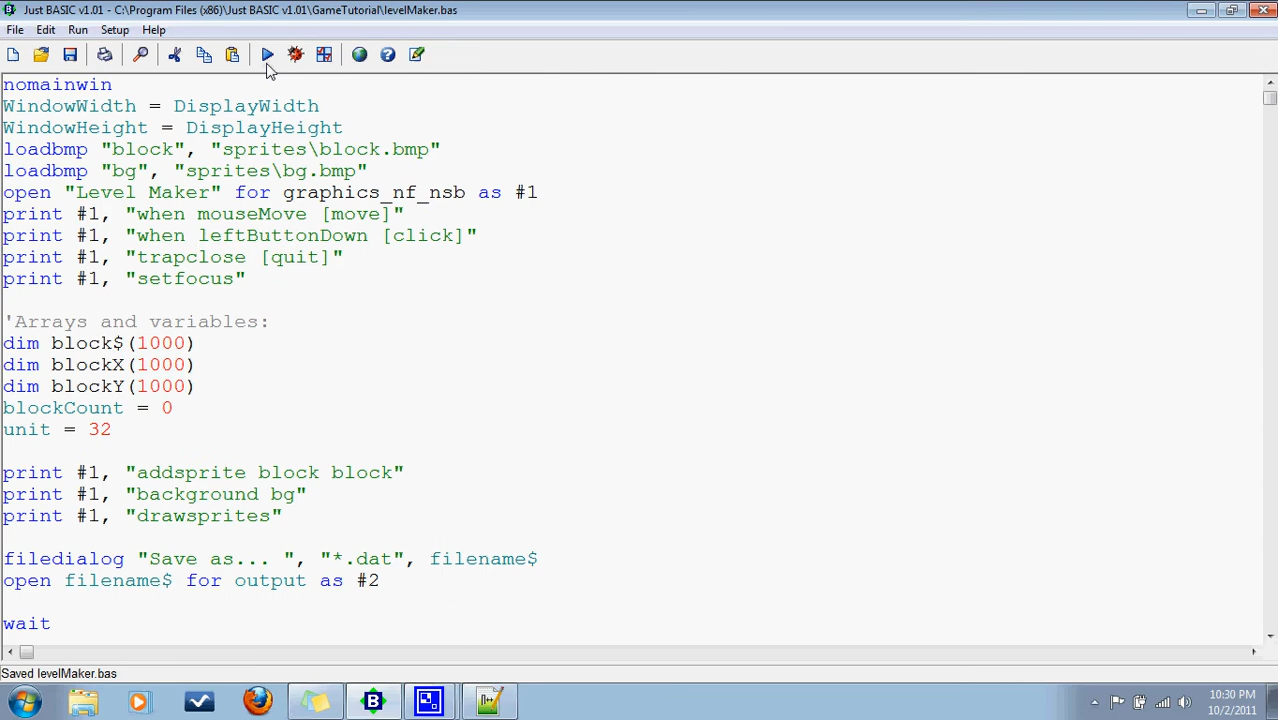 Just BASIC v1.01 - C:\Program Files (x86)\Just BASIC v1.01\GameTutorial\levelMaker.bas
File Edit Run Setup Help
nomainwin
WindowWidth = DisplayWidth
WindowHeight = DisplayHeight
loadbmp "block", "sprites\block.bmp"
loadbmp "bg", "sprites\bg.bmp"
open "Level Maker" for graphics_nf_nsb as #1
print #1, "when mouseMove [move]"
print #1, "when leftButtonDown [click]"
print #1, "trapclose [quit]"
print #1, "setfocus"
'Arrays and variables:
dim block$(1000)
dim blockX(1000)
dim blockY(1000)
blockCount = 0
unit = 32
print #1, "addsprite block block"
print #1, "background bg"
print #1, "drawsprites"
filedialog "Save as... ", "*.dat", filename$
open filename$ for output as #2
wait
Saved levelMaker.bas
10:30 PM
10/2/2011